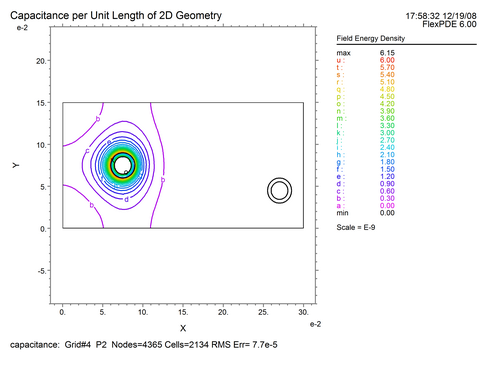 Capacitance per Unit Length of 2D Geometry
17:58:32 12/19/08
FlexPDE 6.00
e-2
Field Energy Density
max 6.15
u : 6.00
t : 5.70
s : 5.40
r : 5.10
q : 4.80
p : 4.50
o : 4.20
n : 3.90
m : 3.60
l : 3.30
k : 3.00
j : 2.70
i : 2.40
h : 2.10
g : 1.80
f : 1.50
e : 1.20
d : 0.90
c : 0.60
b : 0.30
a : 0.00
min 0.00
Scale = E-9
20.
15.
10.
5.
0.
-5.
Y
b
c
e
d
b
b
o
0. 5. 10. 15. 20. 25. 30.
e-2
X
capacitance: Grid#4 P2 Nodes=4365 Cells=2134 RMS Err= 7.7e-5